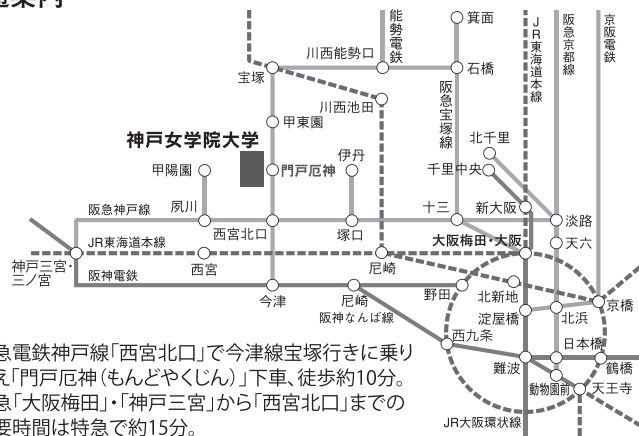 通案内
能勢電鉄
箕面
JR東海道本線
阪急京都線
京阪電鉄
川西能勢口
宝塚
石橋
川西池田
阪急宝塚線
甲東園
北千里
神戸女学院大学
伊丹
千里中央
甲陽園
門戸厄神
阪急神戸線
夙川
西宮北口
塚口
十三
新大阪
淡路
JR東海道本線
大阪梅田・大阪
天六
神戸三宮・
三ノ宮
西宮
尼崎
阪神電鉄
今津
尼崎
野田
北新地
京橋
阪神なんば線
淀屋橋
北浜
西九条
日本橋
難波
鶴橋
動物園前
天王寺
JR大阪環状線
急電鉄神戸線「西宮北口」で今津線宝塚行きに乗り
え「門戸厄神（もんどやくじん）」下車、徒歩約10分。
急「大阪梅田」・「神戸三宮」から「西宮北口」までの
要時間は特急で約15分。